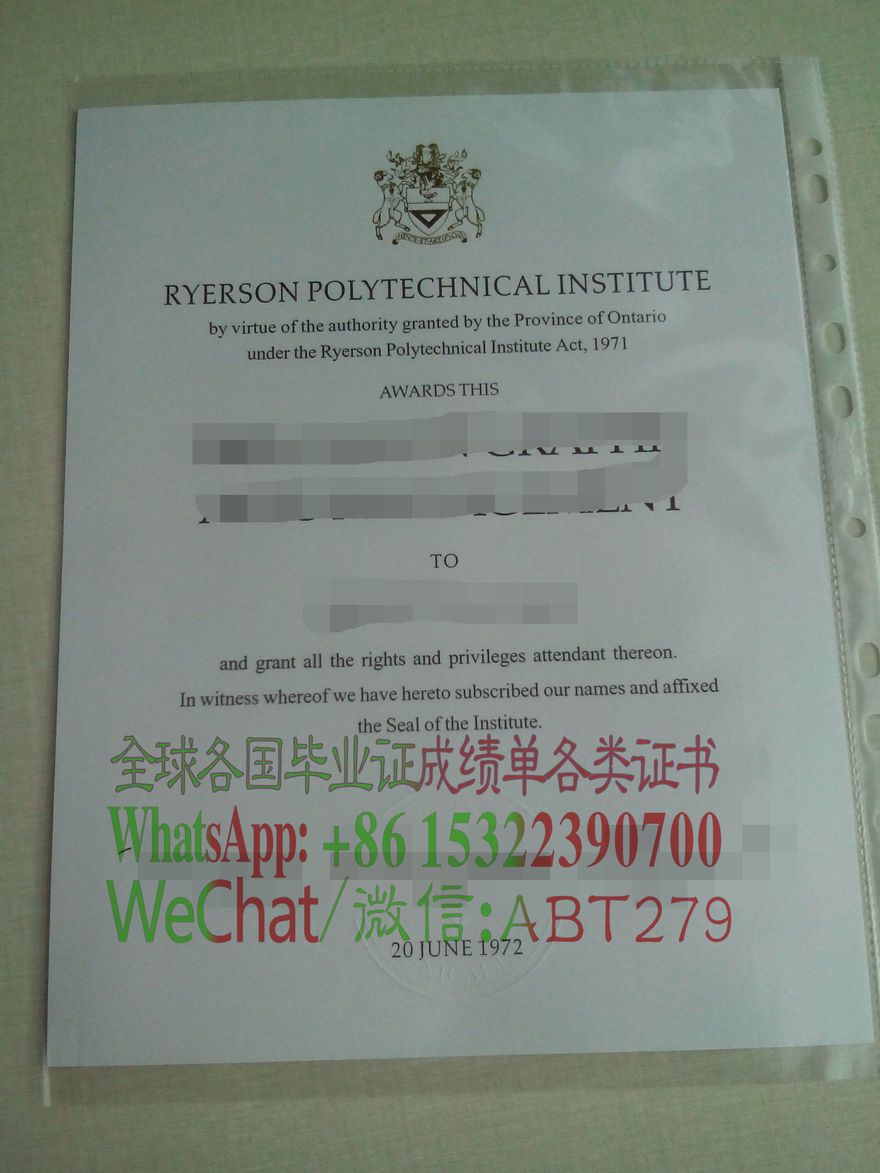 RYERSON POLYTECHNICAL INSTITUTE
by virtue of the authority granted by the Province of Ontario
under the Ryerson Polytechnical Institute Act, 1971
AWARDS THIS
TO
and grant all the rights and privileges attendant thereon.
In witness whereof we have hereto subscribed our names and affixed
the Seal of the Institute.
全球各国毕业证成绩单各类证书
WhatsApp: +86 15322390700
WeChat/微信:ABT279
20 JUNE 1972